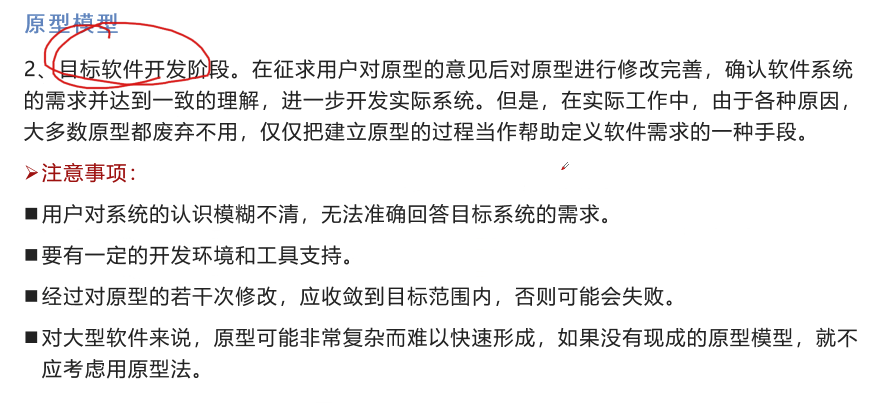 原型模型
2、目标软件开发阶段。在征求用户对原型的意见后对原型进行修改完善，确认软件系统
的需求并达到一致的理解，进一步开发实际系统。但是，在实际工作中，由于各种原因，
大多数原型都废弃不用，仅仅把建立原型的过程当作帮助定义软件需求的一种手段。
➢注意事项：
■用户对系统的认识模糊不清，无法准确回答目标系统的需求。
■要有一定的开发环境和工具支持。
■经过对原型的若干次修改，应收敛到目标范围内，否则可能会失败。
■对大型软件来说，原型可能非常复杂而难以快速形成，如果没有现成的原型模型，就不
应考虑用原型法。